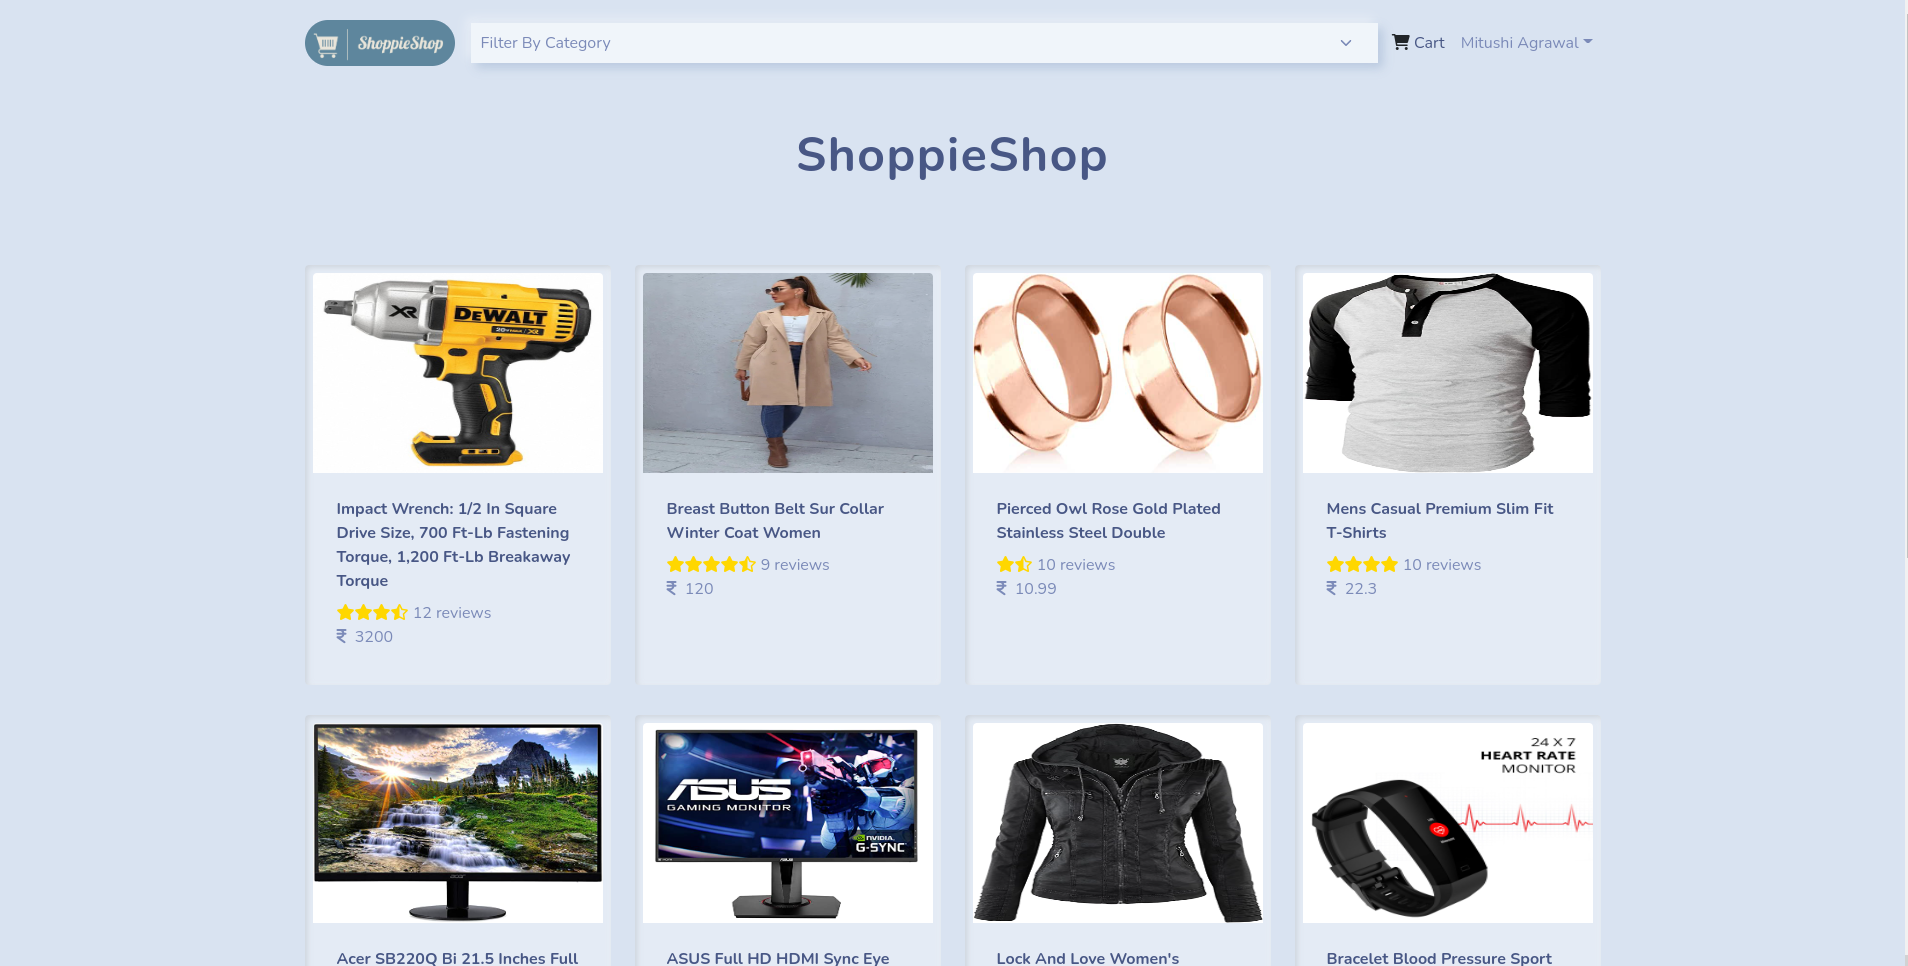 ShoppieShop
Filter By Category
Cart
Mitushi Agrawal
ShoppieShop
XR
DEWALT
20V MAX XR
Impact Wrench: 1/2 In Square
Drive Size, 700 Ft-Lb Fastening
Torque, 1,200 Ft-Lb Breakaway
Torque
12 reviews
₹ 3200
Breast Button Belt Sur Collar
Winter Coat Women
9 reviews
₹ 120
Pierced Owl Rose Gold Plated
Stainless Steel Double
10 reviews
₹ 10.99
Mens Casual Premium Slim Fit
T-Shirts
10 reviews
₹ 22.3
acer
Acer SB220Q Bi 21.5 Inches Full
ASUS
GAMING MONITOR
NVIDIA
G-SYNC
ASUS
ASUS Full HD HDMI Sync Eye
Lock And Love Women's
24 X 7
HEART RATE
MONITOR
Bracelet Blood Pressure Sport